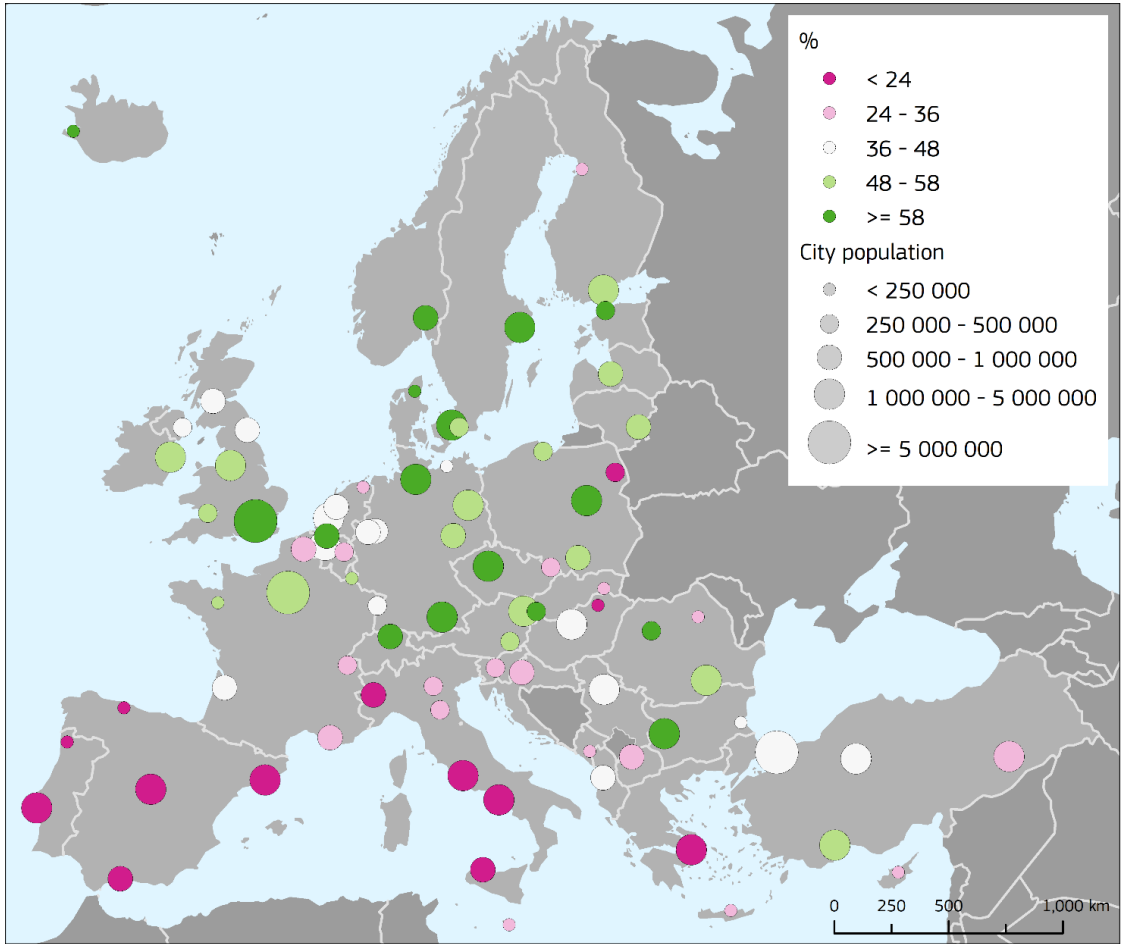 %
< 24
24 - 36
36 - 48
48 - 58
>= 58
City population
< 250 000
250 000 - 500 000
500 000 - 1 000 000
1 000 000 - 5 000 000
>= 5 000 000
0 250 500 1,000 km